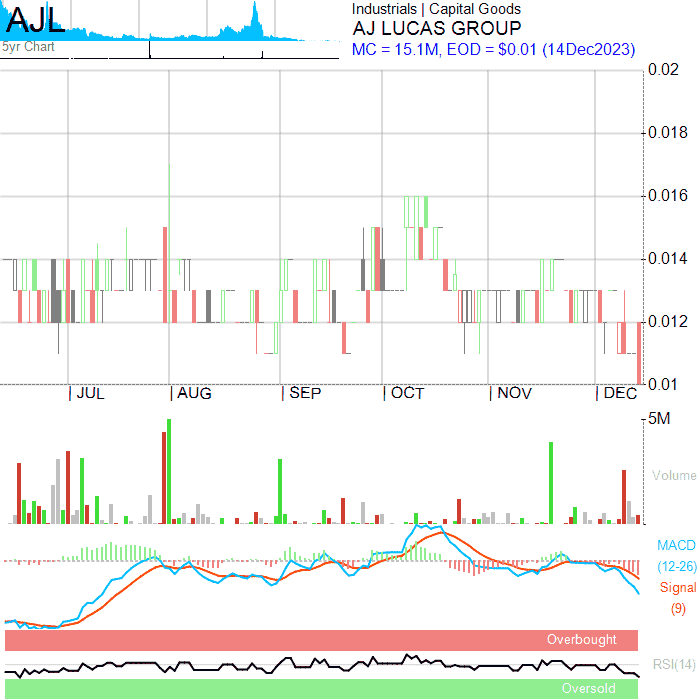 AJL
5yr Chart
Industrials | Capital Goods
AJ LUCAS GROUP
MC = 15.1M, EOD = $0.01 (14Dec2023)
0.02
0.018
0.016
0.014
0.012
0.01
JUL AUG SEP OCT NOV DEC
5M
Volume
MACD
(12-26)
Signal
(9)
Overbought
RSI(14)
Oversold